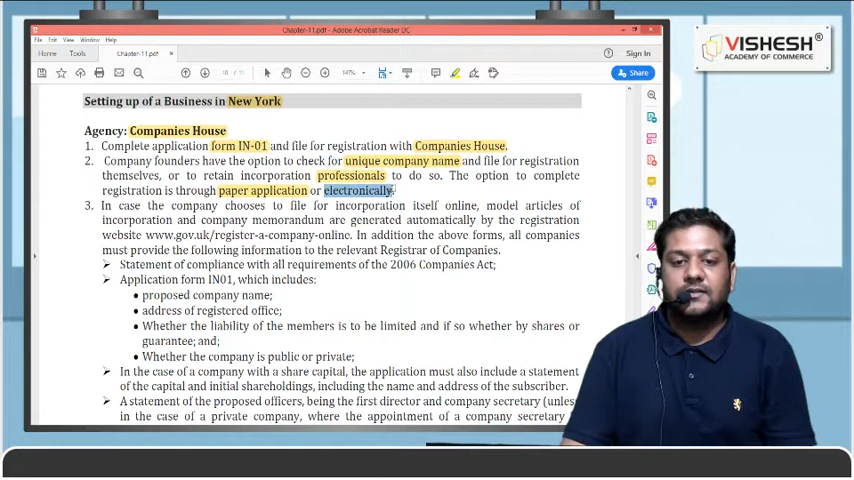 Chapter-11.pdf - Adobe Acrobat Reader DC
File Edit View Window Help
Home Tools Chapter-11.pdf × Sign In
10 / 11 147% Share
VISHESH®
ACADEMY OF COMMERCE
Setting up of a Business in New York
Agency: Companies House
1. Complete application form IN-01 and file for registration with Companies House.
2. Company founders have the option to check for unique company name and file for registration
themselves, or to retain incorporation professionals to do so. The option to complete
registration is through paper application or electronically.
3. In case the company chooses to file for incorporation itself online, model articles of
incorporation and company memorandum are generated automatically by the registration
website www.gov.uk/register-a-company-online. In addition the above forms, all companies
must provide the following information to the relevant Registrar of Companies.
➢ Statement of compliance with all requirements of the 2006 Companies Act;
➢ Application form IN01, which includes:
• proposed company name;
• address of registered office;
• Whether the liability of the members is to be limited and if so whether by shares or
guarantee; and;
• Whether the company is public or private;
➢ In the case of a company with a share capital, the application must also include a statement
of the capital and initial shareholdings, including the name and address of the subscriber.
➢ A statement of the proposed officers, being the first director and company secretary (unless
in the case of a private company, where the appointment of a company secretary